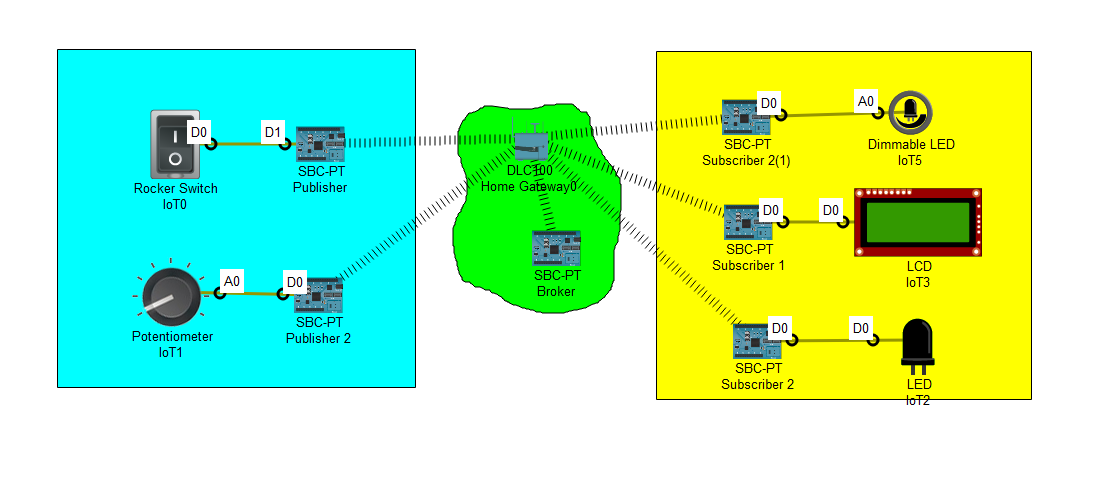 D0
D1
Rocker Switch
IoT0
SBC-PT
Publisher
A0
D0
Potentiometer
IoT1
SBC-PT
Publisher 2
DLC100
Home Gateway0
SBC-PT
Broker
D0
A0
SBC-PT
Subscriber 2(1)
Dimmable LED
IoT5
D0
D0
SBC-PT
Subscriber 1
LCD
IoT3
D0
D0
SBC-PT
Subscriber 2
LED
IoT2